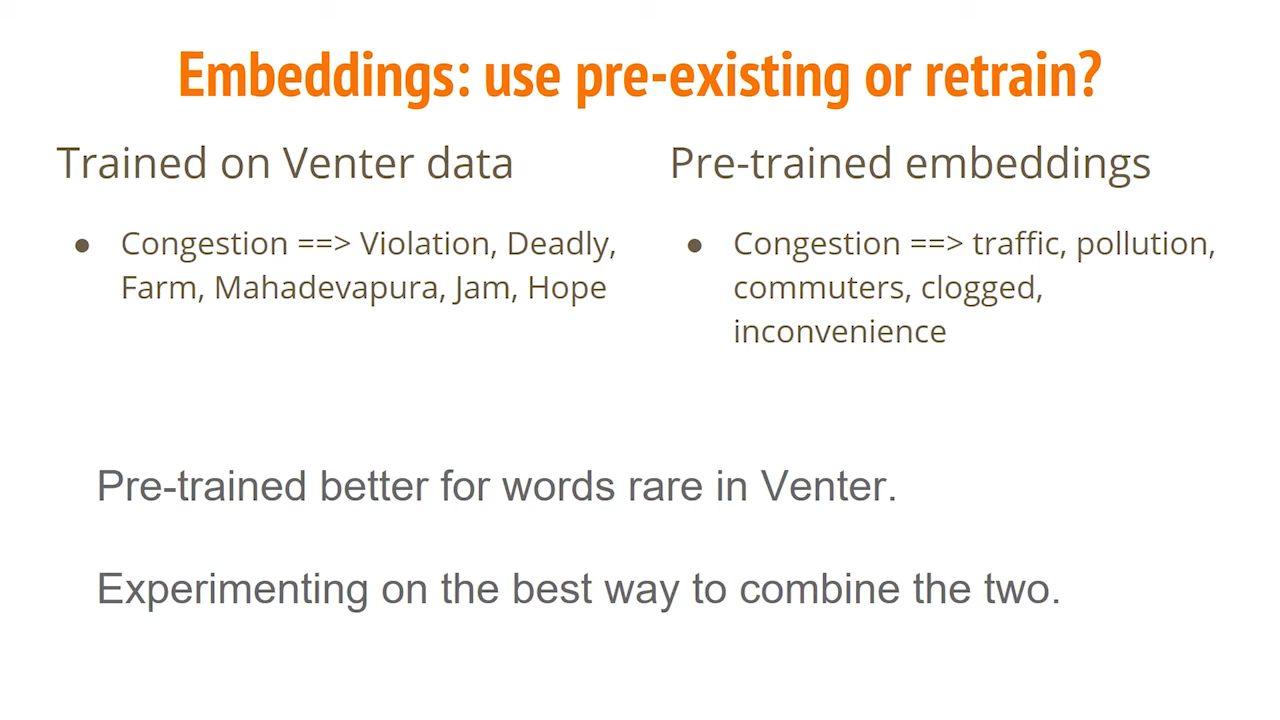 Embeddings: use pre-existing or retrain?
Trained on Venter data
● Congestion ==> Violation, Deadly,
Farm, Mahadevapura, Jam, Hope
Pre-trained embeddings
● Congestion ==> traffic, pollution,
commuters, clogged,
inconvenience
Pre-trained better for words rare in Venter.
Experimenting on the best way to combine the two.